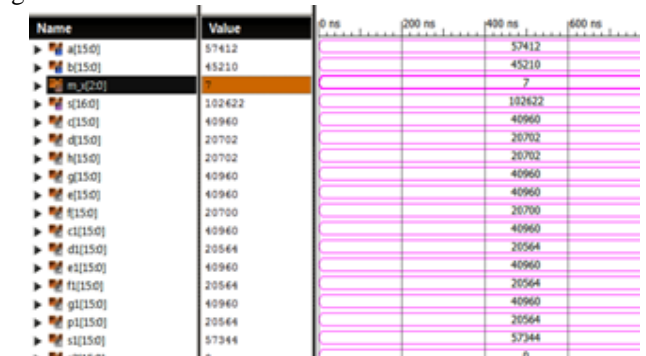 g
Name Value 0 ns 200 ns 400 ns 600 ns
a[15:0] 57412 57412
b[15:0] 45210 45210
m_x[2:0] 7 7
s[16:0] 102622 102622
c[15:0] 40960 40960
d[15:0] 20702 20702
h[15:0] 20702 20702
g[15:0] 40960 40960
e[15:0] 40960 40960
f[15:0] 20700 20700
c1[15:0] 40960 40960
d1[15:0] 20564 20564
e1[15:0] 40960 40960
f1[15:0] 20564 20564
g1[15:0] 40960 40960
p1[15:0] 20564 20564
s1[15:0] 57344 57344